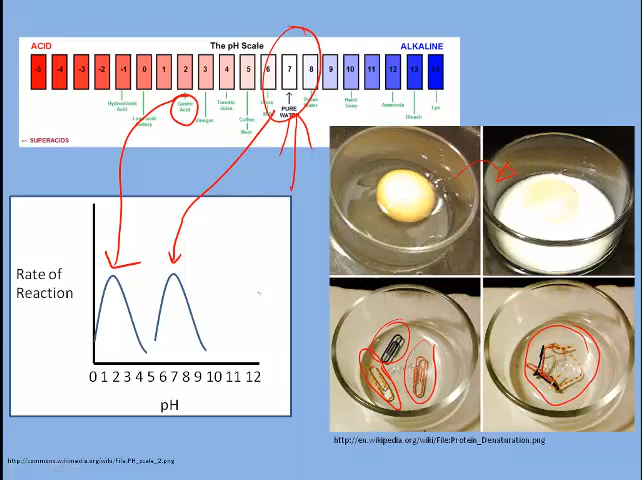 ACID The pH Scale ALKALINE
-5 -4 -3 -2 -1 0 1 2 3 4 5 6 7 8 9 10 11 12 13
Hydrochloric Acid
Gastric Acid
Vinegar
Tomato Juice
Coffee
Beer
PURE WATER
Ocean Water
Hand Soap
Ammonia
Bleach
Lye
← SUPERACIDS
Rate of
Reaction
0 1 2 3 4 5 6 7 8 9 10 11 12
pH
http://en.wikipedia.org/wiki/File:Protein_Denaturation.png
http://commons.wikimedia.org/wiki/File:PH_scale_2.png